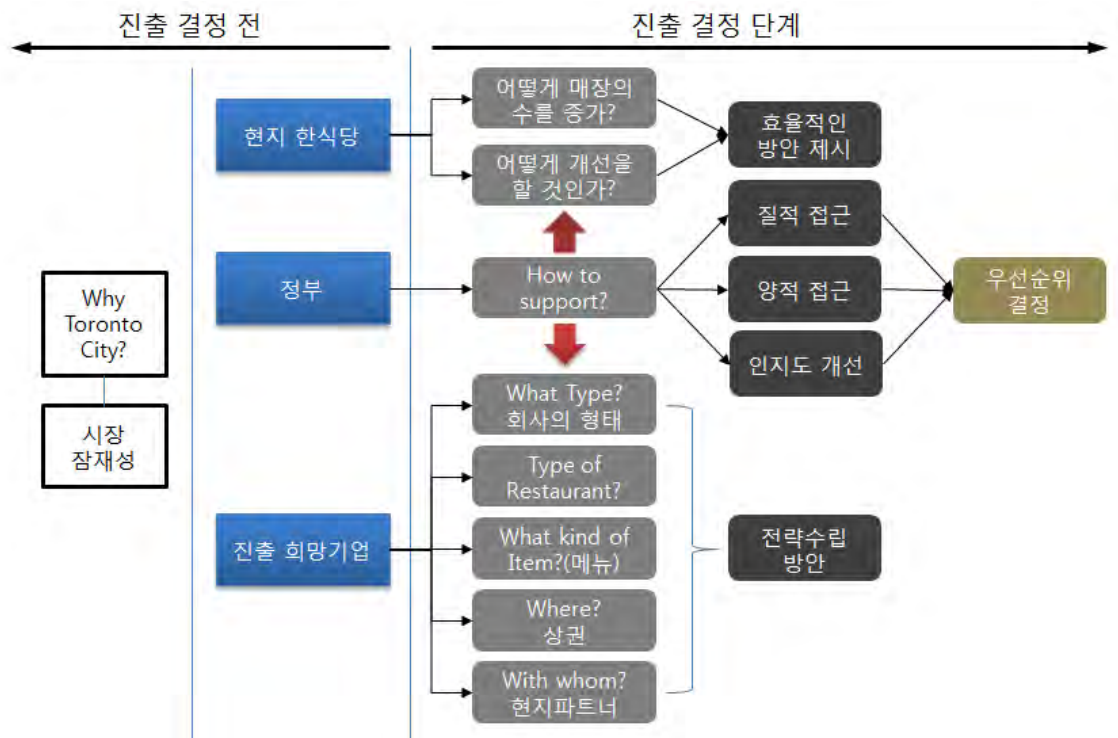 진출 결정 전
진출 결정 단계
Why
Toronto
City?
시장
잠재성
현지 한식당
정부
진출 희망기업
어떻게 매장의
수를 증가?
어떻게 개선을
할 것인가?
How to
support?
What Type?
회사의 형태
Type of
Restaurant?
What kind of
Item?(메뉴)
Where?
상권
With whom?
현지파트너
효율적인
방안 제시
질적 접근
양적 접근
인지도 개선
전략수립
방안
우선순위
결정